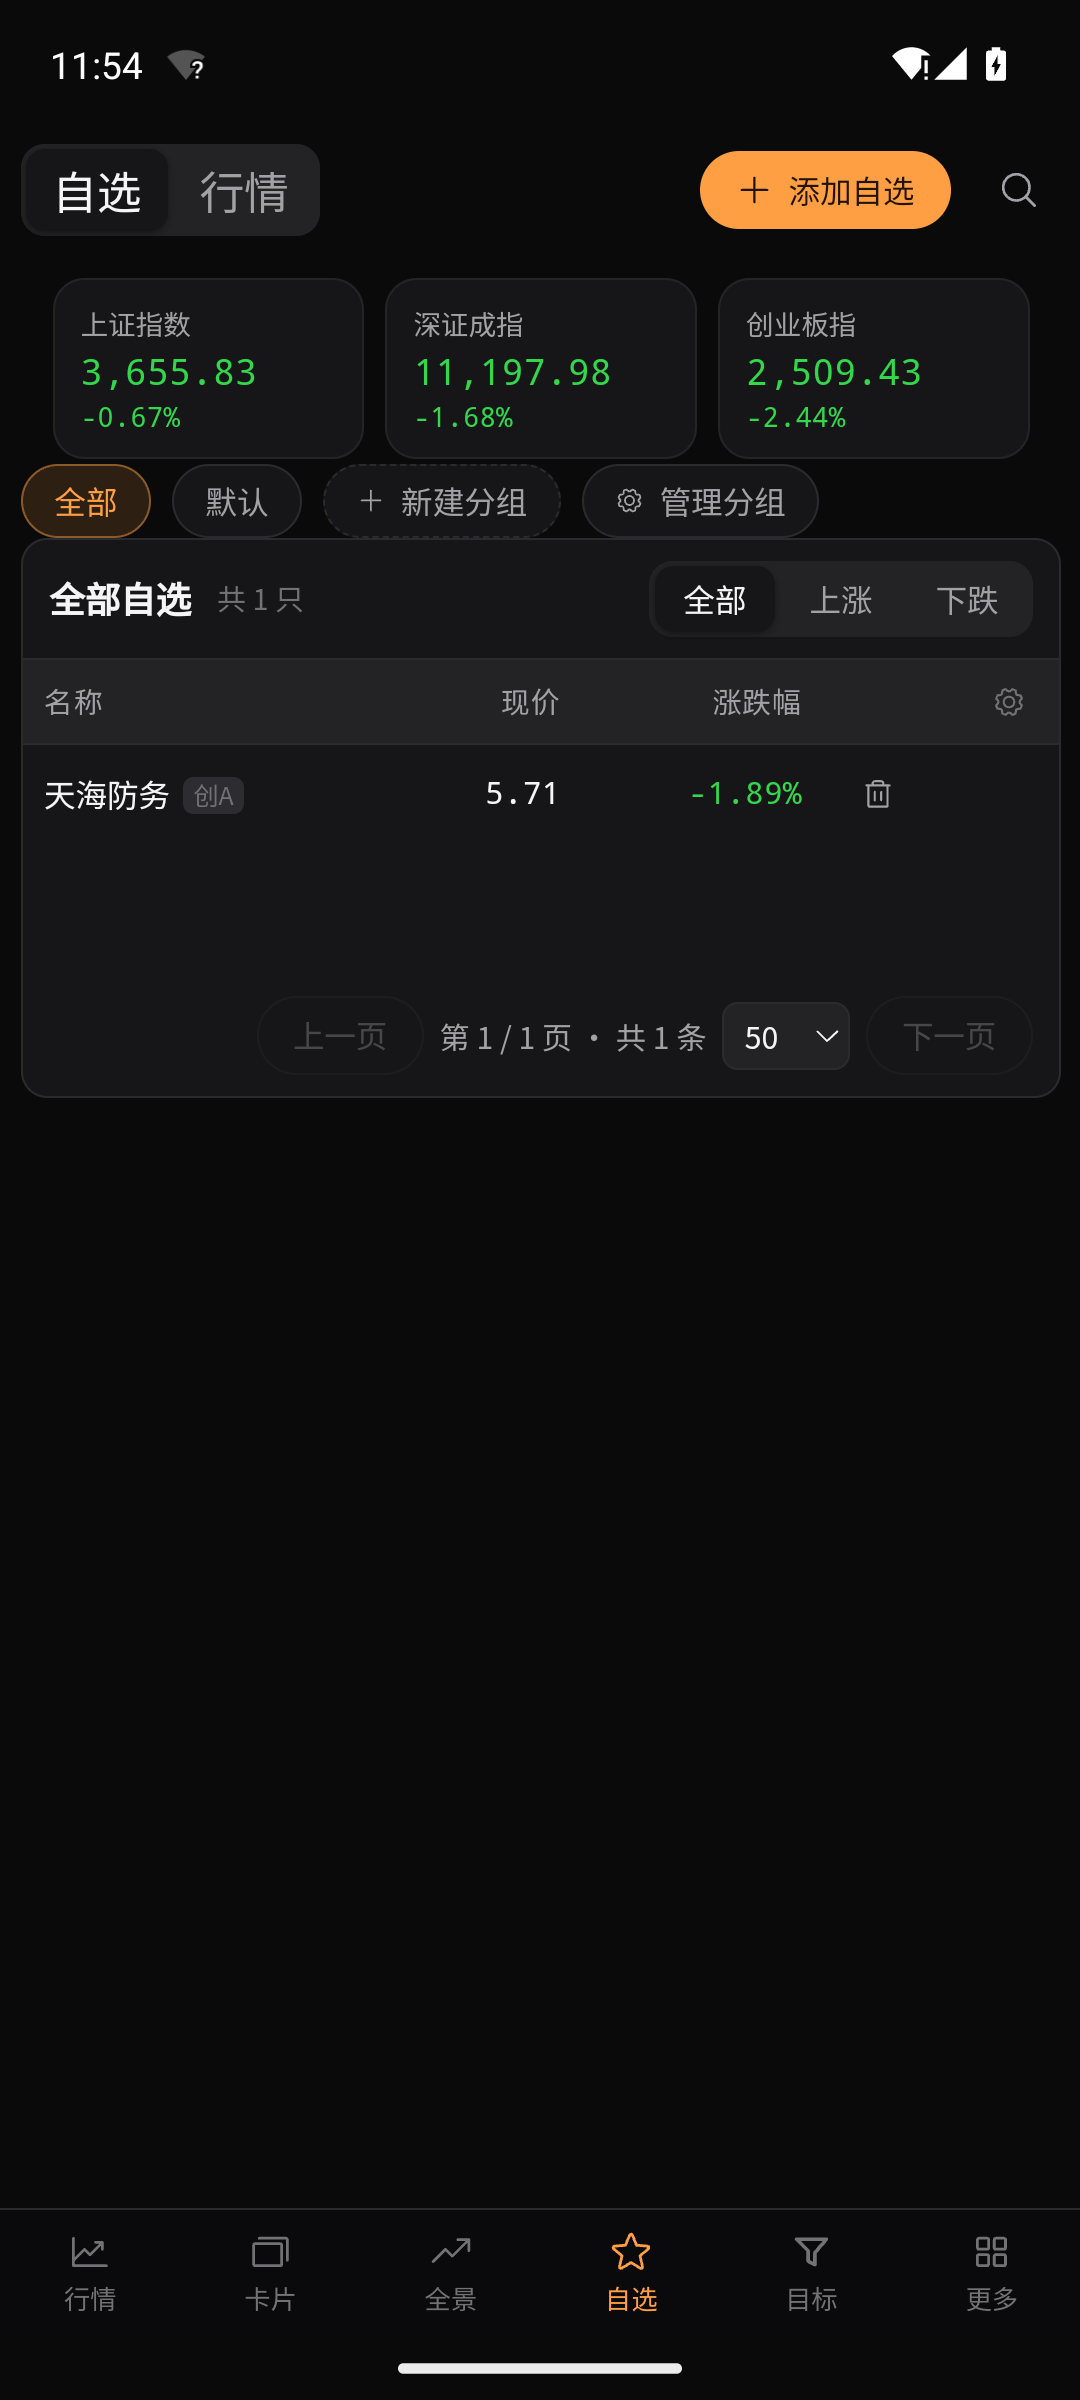 11:54
自选 行情 添加自选
上证指数 深证成指 创业板指
3,655.83 11,197.98 2,509.43
-0.67% -1.68% -2.44%
全部 默认 新建分组 管理分组
全部自选 共 1 只 全部 上涨 下跌
名称 现价 涨跌幅
天海防务 创A 5.71 -1.89%
上一页 第 1 / 1 页 · 共 1 条 50 下一页
行情 卡片 全景 自选 目标 更多